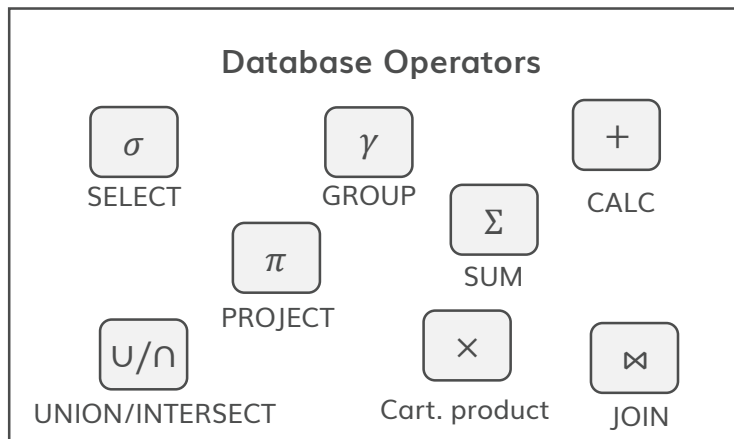 Database Operators
σ
SELECT
γ
GROUP
+
CALC
Σ
SUM
π
PROJECT
∪/∩
UNION/INTERSECT
×
Cart. product
⋈
JOIN